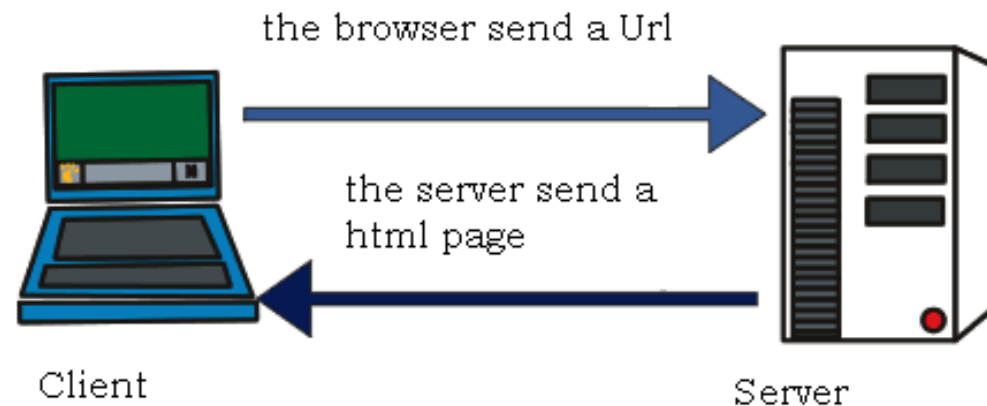 the browser send a Url
the server send a
html page
Client
Server